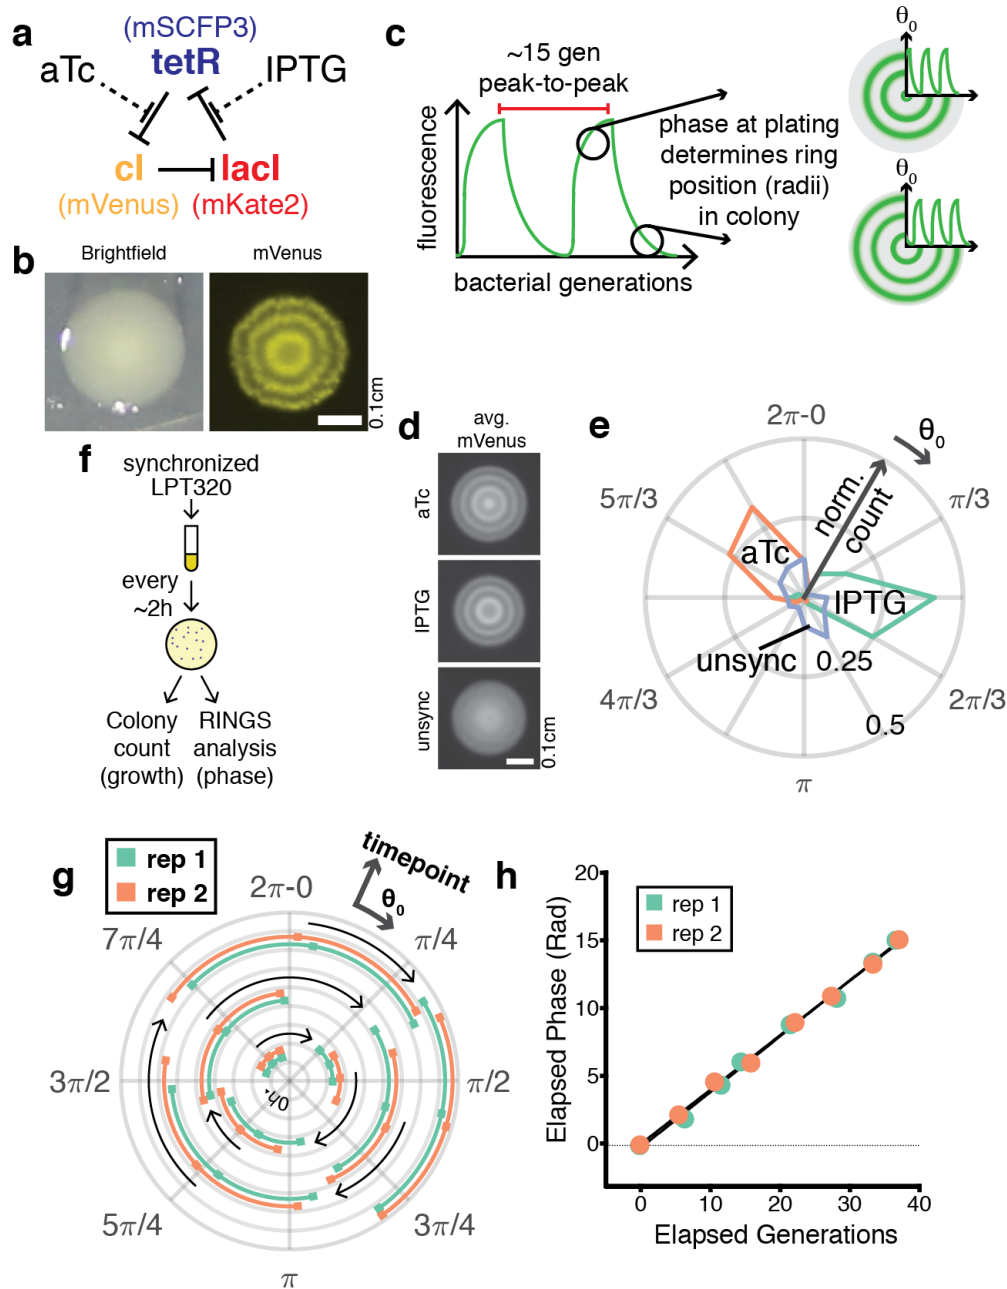 a
(mSCFP3)
tetR
aTc
IPTG
cI
lacI
(mVenus)
(mKate2)
b
Brightfield
mVenus
0.1cm
c
~15 gen
peak-to-peak
fluorescence
bacterial generations
phase at plating
determines ring
position (radii)
in colony
θ0
θ0
d
avg.
mVenus
aTc
IPTG
unsync
0.1cm
e
2π-0
θ0
π/3
2π/3
π
4π/3
5π/3
norm.
count
aTc
IPTG
unsync
0.25
0.5
f
synchronized
LPT320
every
~2h
Colony
count
(growth)
RINGS
analysis
(phase)
g
rep 1
rep 2
timepoint
θ0
2π-0
π/4
π/2
3π/4
π
5π/4
3π/2
7π/4
0h
h
rep 1
rep 2
Elapsed Phase (Rad)
20
15
10
5
0
0
10
20
30
40
Elapsed Generations